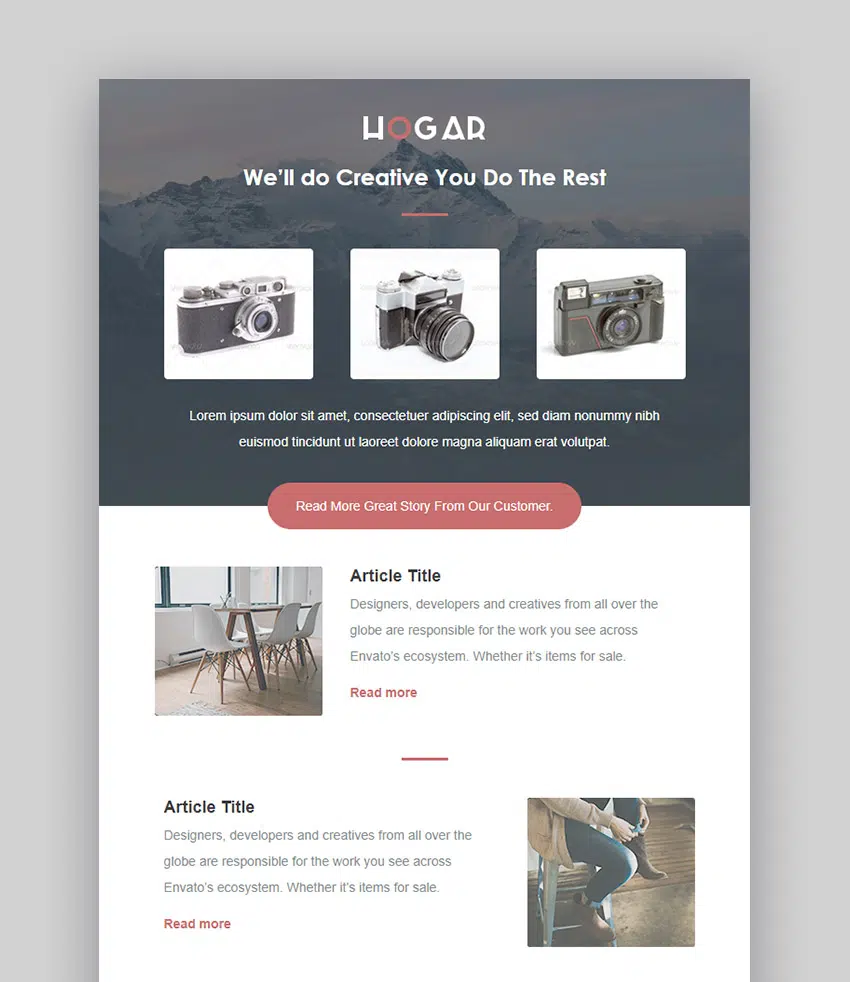 HOGAR
We'll do Creative You Do The Rest
Lorem ipsum dolor sit amet, consectetuer adipiscing elit, sed diam nonummy nibh
euismod tincidunt ut laoreet dolore magna aliquam erat volutpat.
Read More Great Story From Our Customer.
Article Title
Designers, developers and creatives from all over the
globe are responsible for the work you see across
Envato's ecosystem. Whether it's items for sale.
Read more
Article Title
Designers, developers and creatives from all over the
globe are responsible for the work you see across
Envato's ecosystem. Whether it's items for sale.
Read more